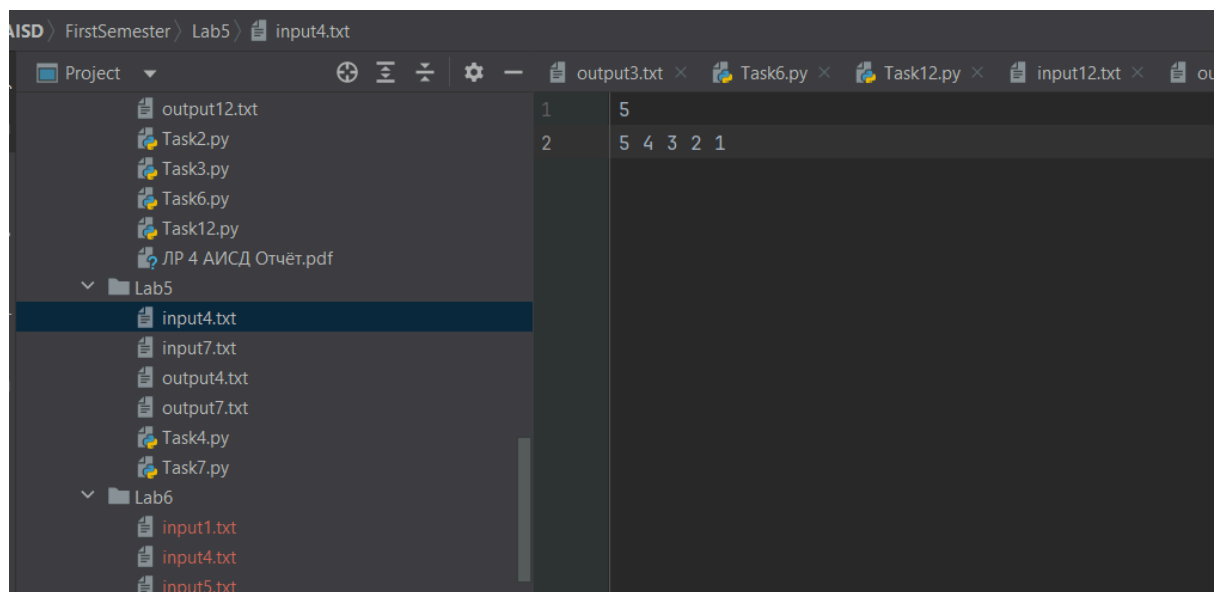 AISD 〉 FirstSemester 〉 Lab5 〉 input4.txt
Project
output3.txt × Task6.py × Task12.py × input12.txt ×
output12.txt
Task2.py
Task3.py
Task6.py
Task12.py
ЛР 4 АИСД Отчёт.pdf
Lab5
input4.txt
input7.txt
output4.txt
output7.txt
Task4.py
Task7.py
Lab6
input1.txt
input4.txt
input5.txt
1 5
2 5 4 3 2 1